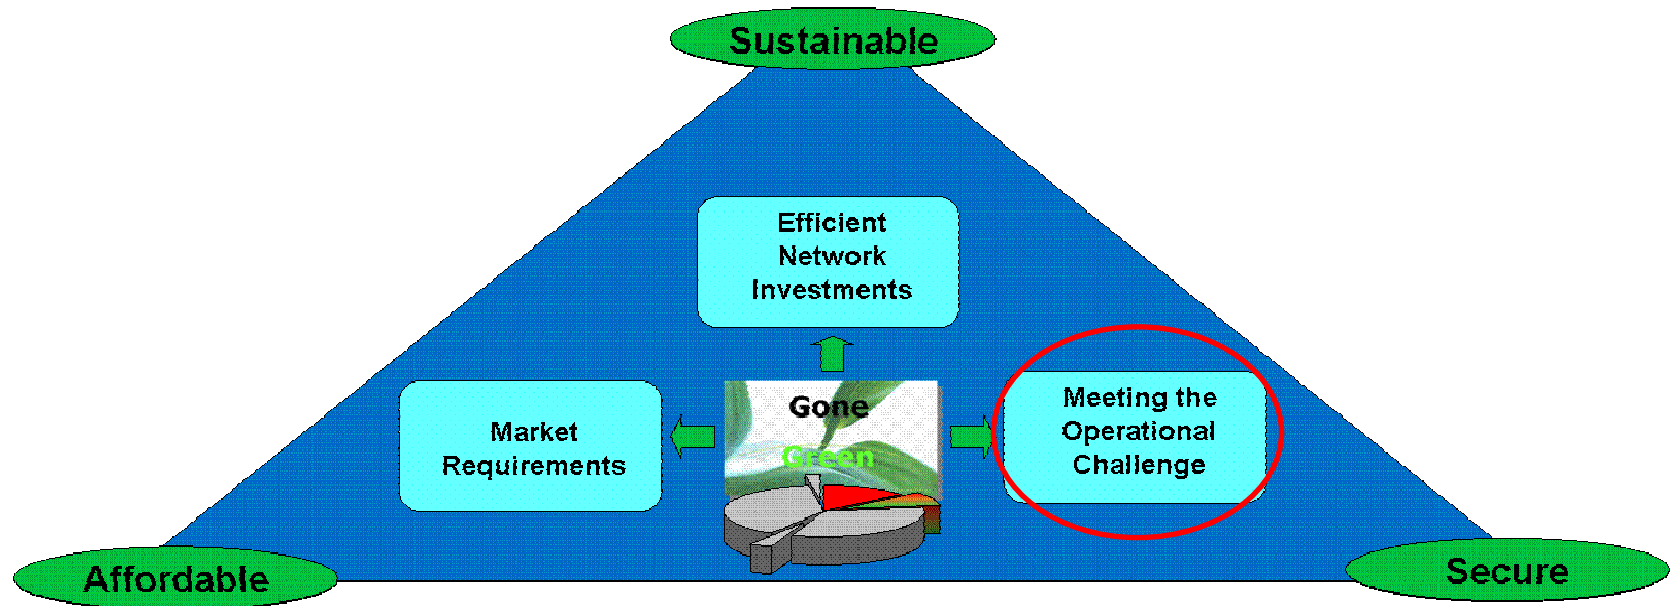 Sustainable
Efficient
Network
Investments
Gone
Green
Market
Requirements
Meeting the
Operational
Challenge
Affordable
Secure